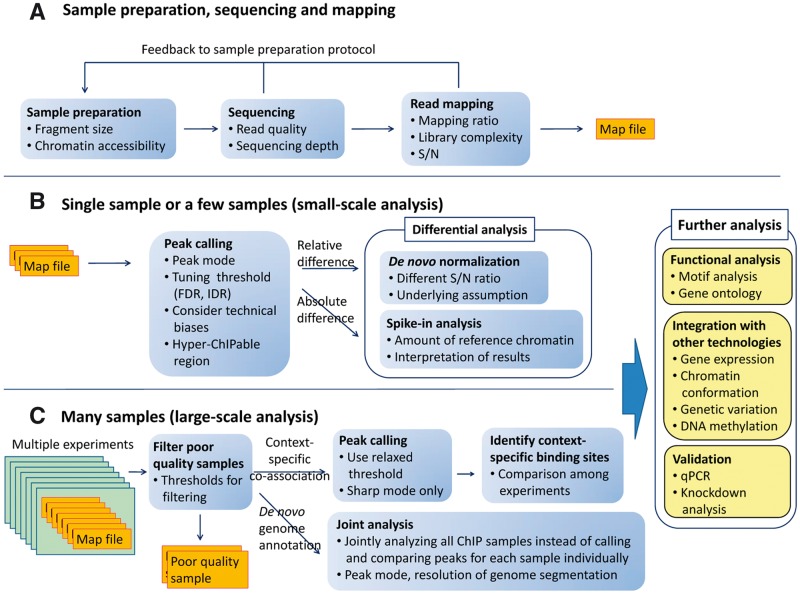 A Sample preparation, sequencing and mapping
Feedback to sample preparation protocol
Sample preparation
• Fragment size
• Chromatin accessibility
Sequencing
• Read quality
• Sequencing depth
Read mapping
• Mapping ratio
• Library complexity
• S/N
Map file
B Single sample or a few samples (small-scale analysis)
Map file
Peak calling
• Peak mode
• Tuning threshold
(FDR, IDR)
• Consider technical
biases
• Hyper-ChIPable
region
Relative
difference
Absolute
difference
Differential analysis
De novo normalization
• Different S/N ratio
• Underlying assumption
Spike-in analysis
• Amount of reference chromatin
• Interpretation of results
C Many samples (large-scale analysis)
Multiple experiments
Map file
Filter poor
quality samples
• Thresholds for
filtering
Poor quality
sample
Context-
specific
co-association
De novo
genome
annotation
Peak calling
• Use relaxed
threshold
• Sharp mode only
Identify context-
specific binding sites
• Comparison among
experiments
Joint analysis
• Jointly analyzing all ChIP samples instead of calling
and comparing peaks for each sample individually
• Peak mode, resolution of genome segmentation
Further analysis
Functional analysis
• Motif analysis
• Gene ontology
Integration with
other technologies
• Gene expression
• Chromatin
conformation
• Genetic variation
• DNA methylation
Validation
• qPCR
• Knockdown
analysis